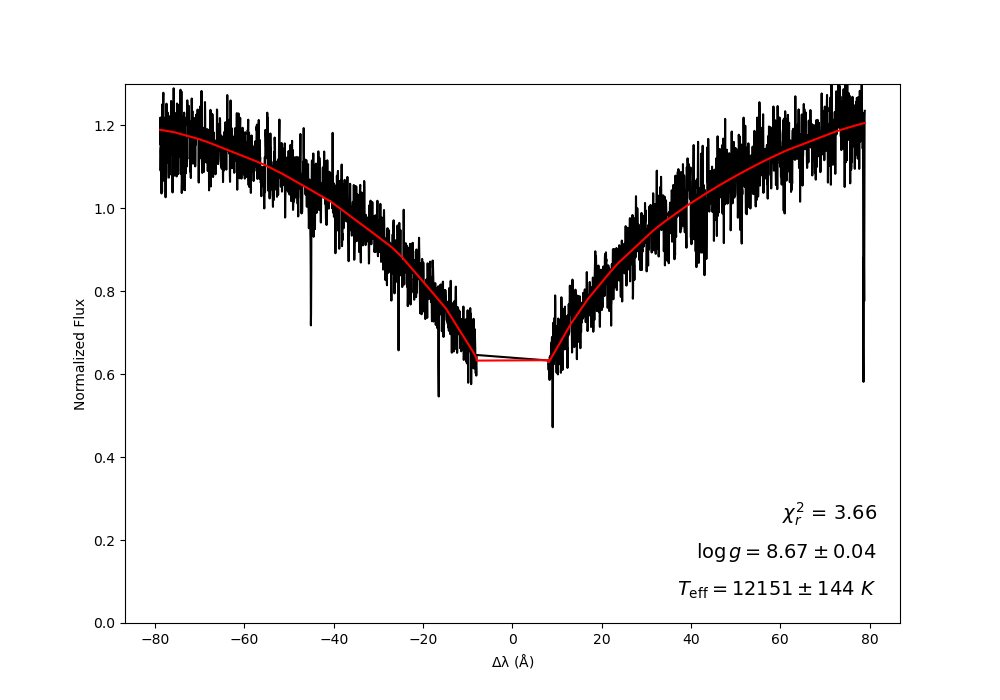 1.2
1.0
0.8
0.6
0.4
0.2
0.0
Normalized Flux
χ²ᵣ = 3.66
log g = 8.67 ± 0.04
T_eff = 12151 ± 144 K
−80 −60 −40 −20 0 20 40 60 80
Δλ (Å)